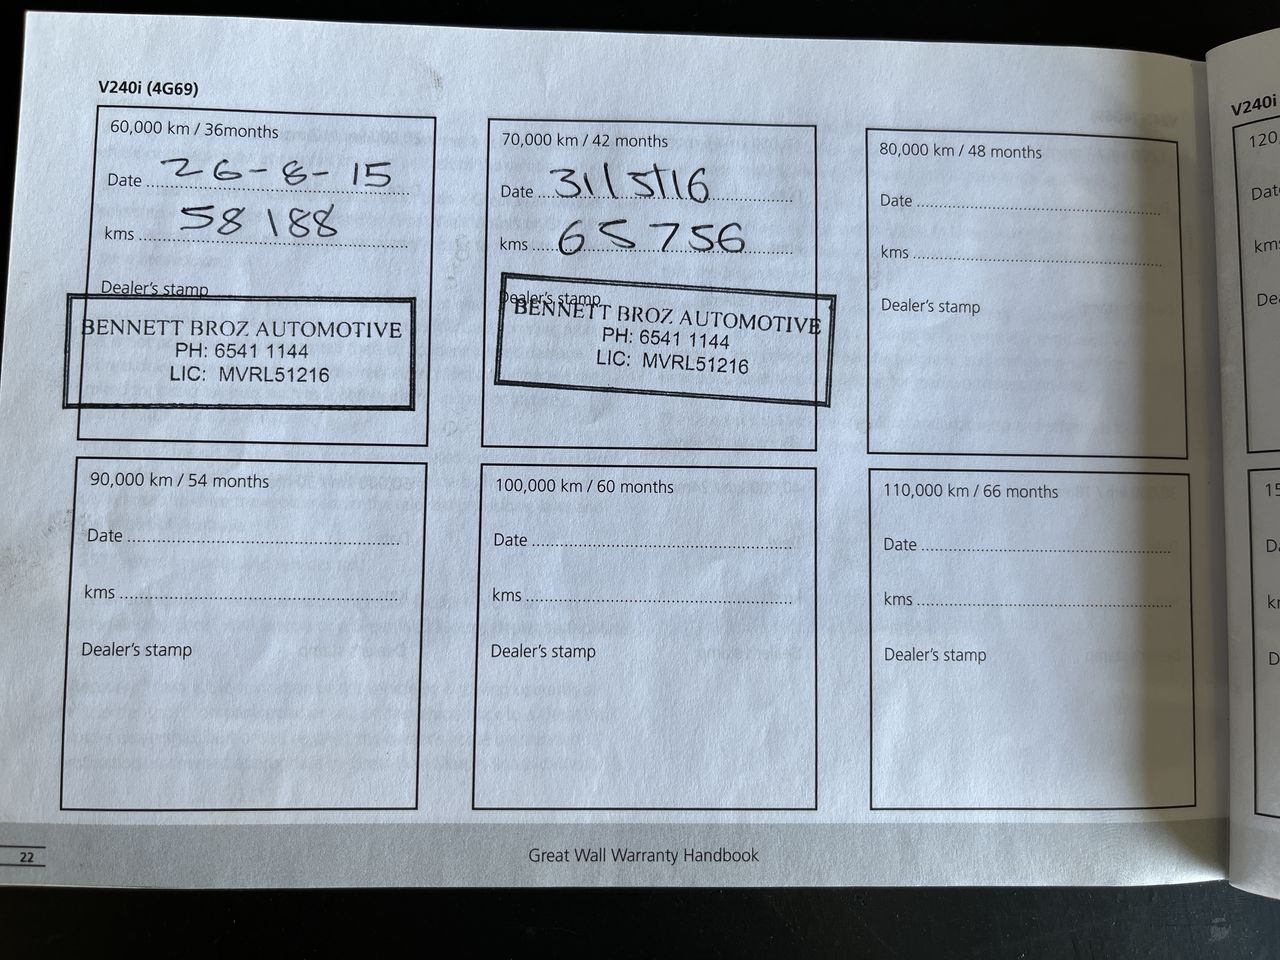 V240i (4G69)
60,000 km / 36months
Date 26-8-15
kms 58 188
Dealer's stamp
BENNETT BROZ AUTOMOTIVE
PH: 6541 1144
LIC: MVRL51216
70,000 km / 42 months
Date 31/5/16
kms 65 756
Dealer's stamp
BENNETT BROZ AUTOMOTIVE
PH: 6541 1144
LIC: MVRL51216
80,000 km / 48 months
Date
kms
Dealer's stamp
90,000 km / 54 months
Date
kms
Dealer's stamp
100,000 km / 60 months
Date
kms
Dealer's stamp
110,000 km / 66 months
Date
kms
Dealer's stamp
22
Great Wall Warranty Handbook
V240i